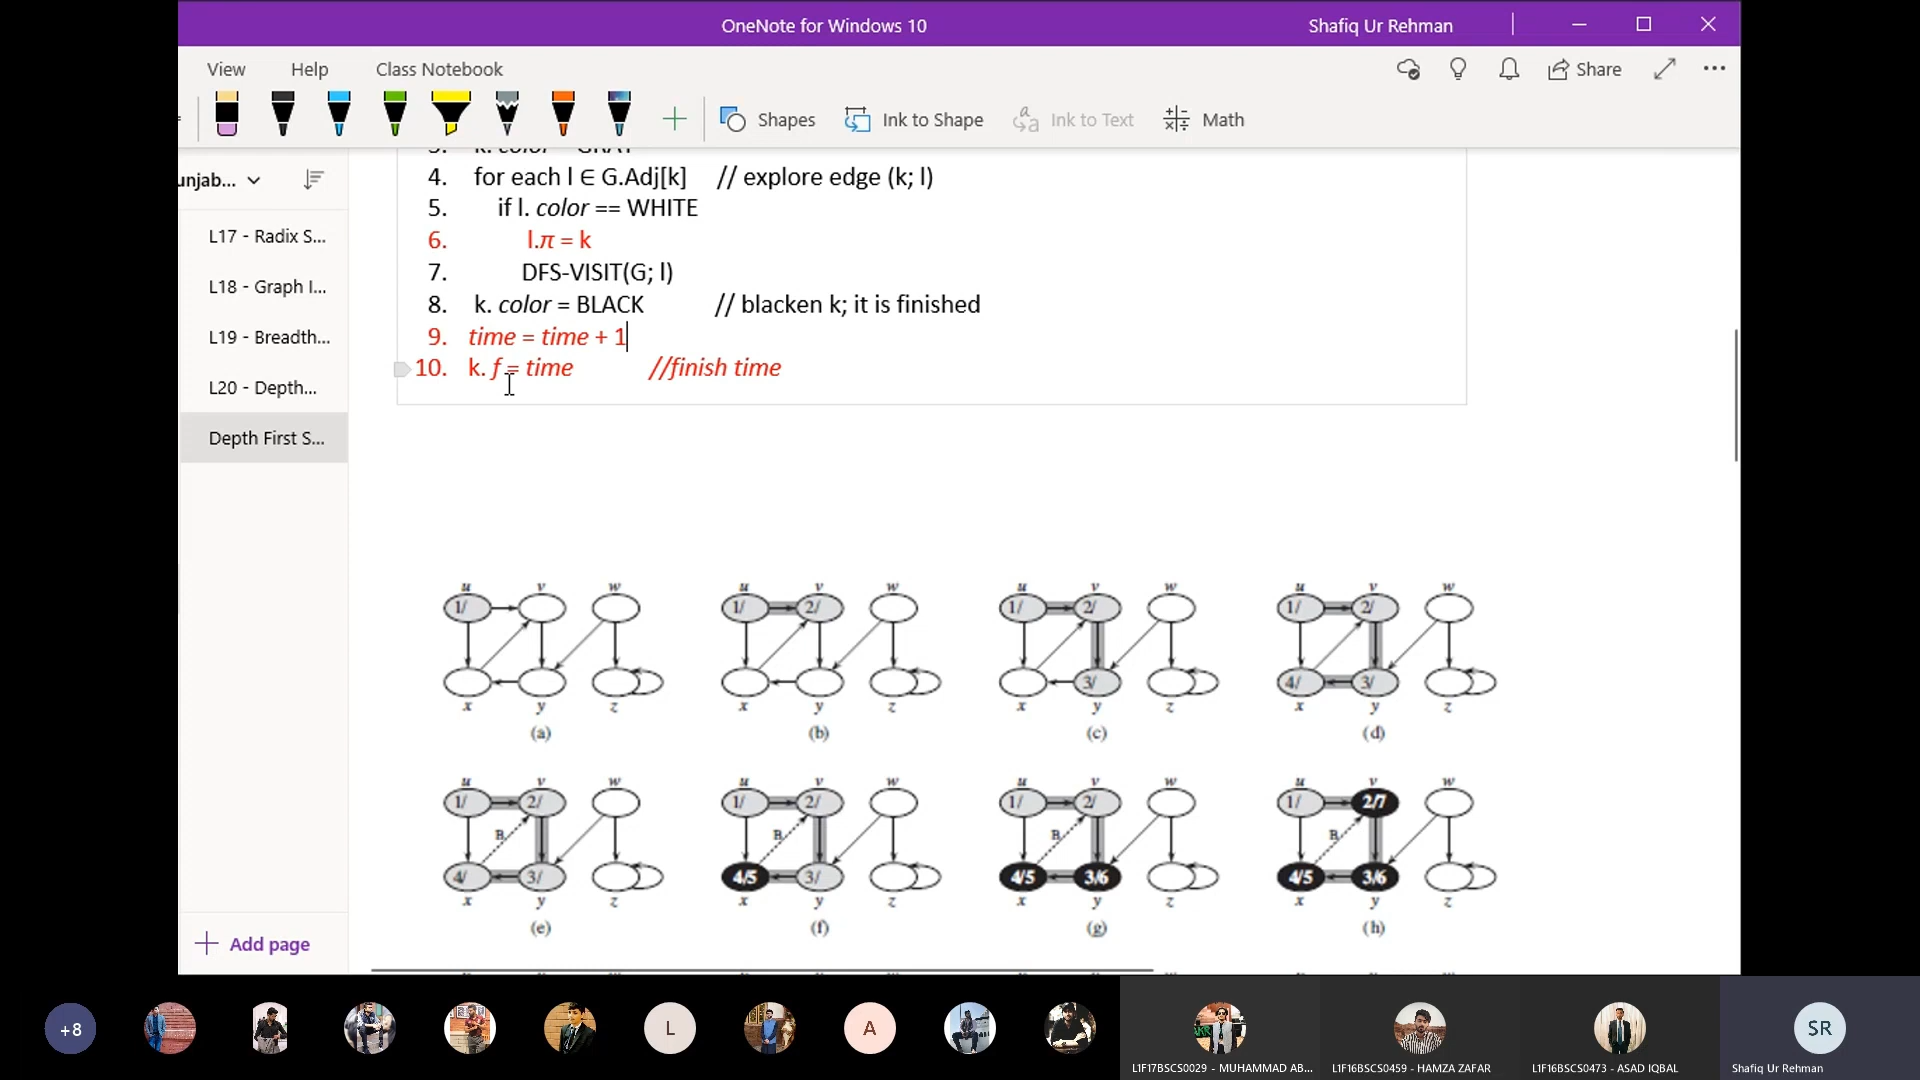 OneNote for Windows 10
Shafiq Ur Rehman
View Help Class Notebook
Share
Shapes
Ink to Shape
Ink to Text
Math
unjab...
L17 - Radix S...
L18 - Graph I...
L19 - Breadth...
L20 - Depth...
Depth First S...
Add page
3. k. color = GRAY
4. for each l ∈ G.Adj[k] // explore edge (k; l)
5. if l. color == WHITE
6. l.π = k
7. DFS-VISIT(G; l)
8. k. color = BLACK // blacken k; it is finished
9. time = time + 1
10. k. f = time //finish time
u v w u v w u v w u v w
1/ 1/ 2/ 1/ 2/ 1/ 2/
3/ 4/ 3/
x y z x y z x y z x y z
(a) (b) (c) (d)
u v w u v w u v w u v w
1/ 2/ 1/ 2/ 1/ 2/ 1/ 2/7
B B B B
4/ 3/ 4/5 3/ 4/5 3/6 4/5 3/6
x y z x y z x y z x y z
(e) (f) (g) (h)
+8
L
A
SR
L1F17BSCS0029 - MUHAMMAD AB...
L1F16BSCS0459 - HAMZA ZAFAR
L1F16BSCS0473 - ASAD IQBAL
Shafiq Ur Rehman